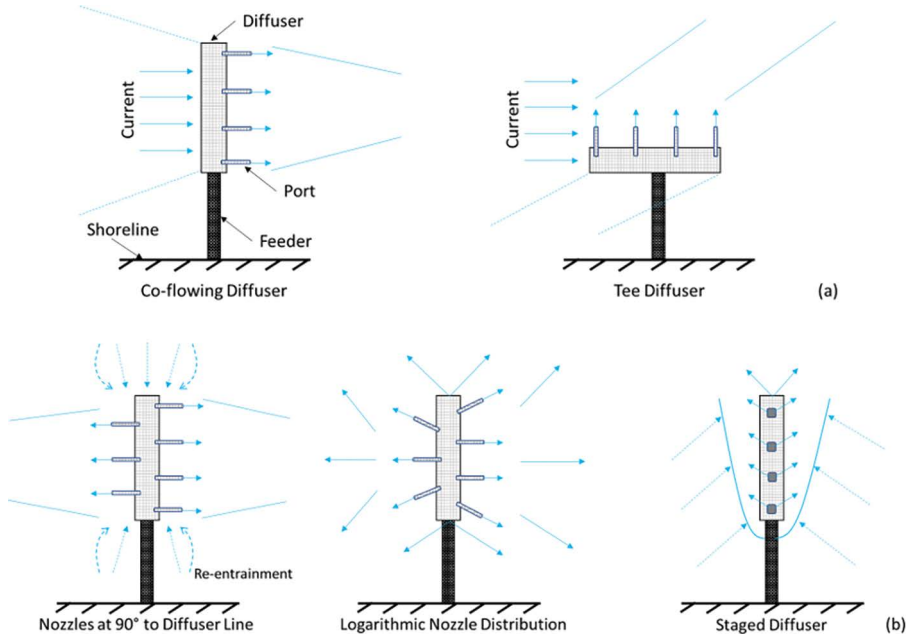 Diffuser
Current
Port
Shoreline
Feeder
Co-flowing Diffuser
Current
Tee Diffuser
(a)
Re-entrainment
Nozzles at 90° to Diffuser Line
Logarithmic Nozzle Distribution
Staged Diffuser
(b)